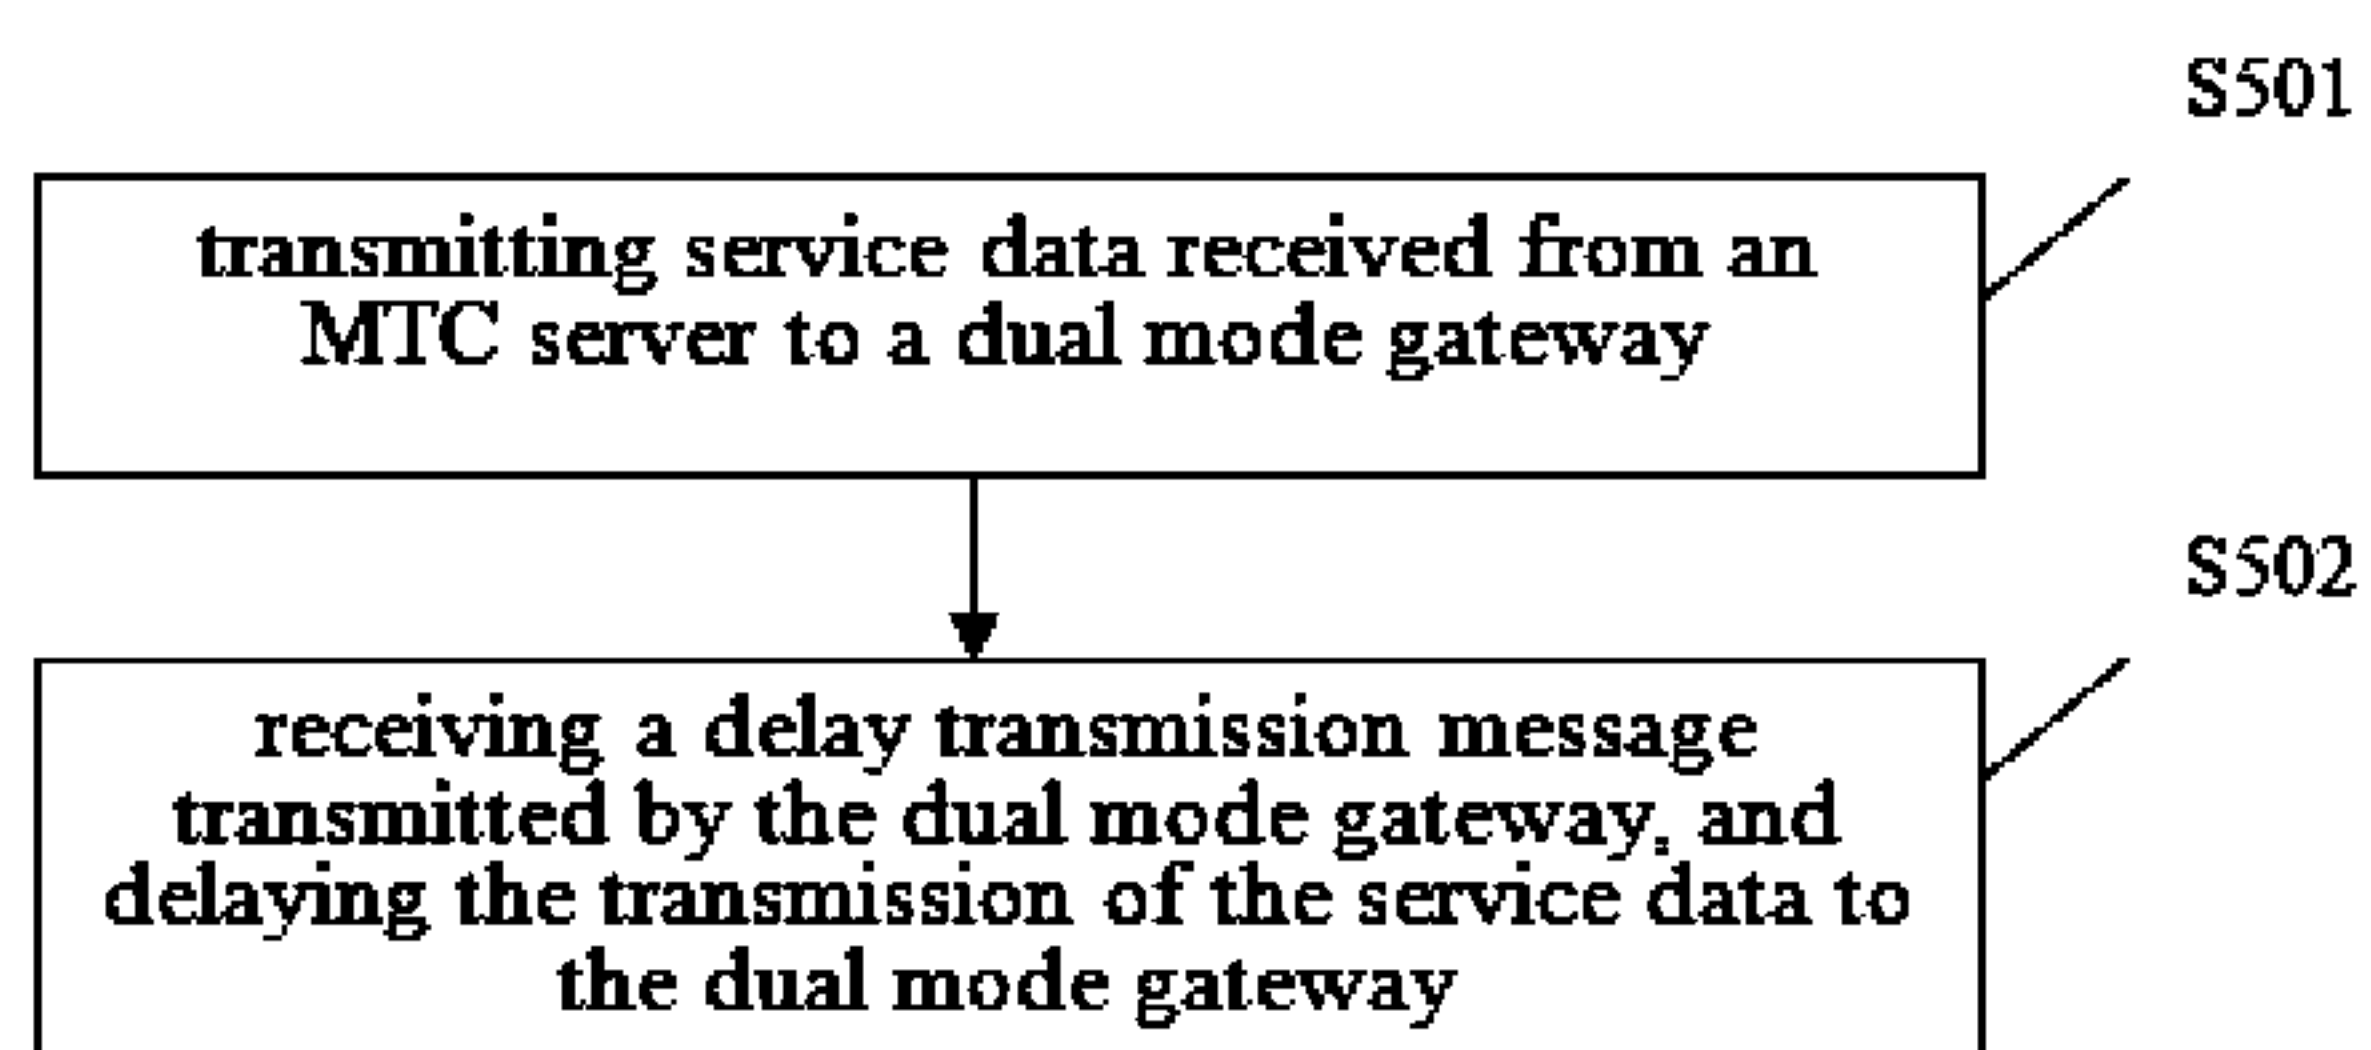 S501
transmitting service data received from an
MTC server to a dual mode gateway
S502
receiving a delay transmission message
transmitted by the dual mode gateway, and
delaying the transmission of the service data to
the dual mode gateway